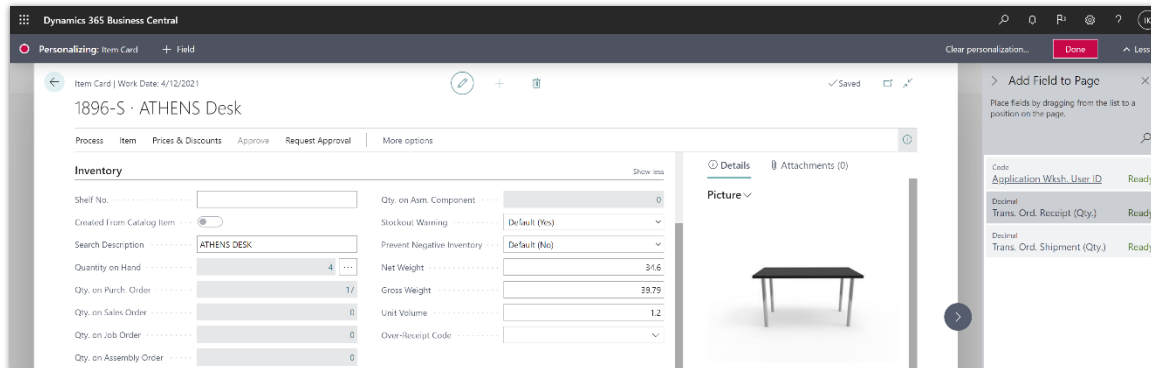 Dynamics 365 Business Central
Personalizing: Item Card + Field Clear personalization... Done Less
Item Card | Work Date: 4/12/2021 Saved
1896-S · ATHENS Desk
Process Item Prices & Discounts Approve Request Approval More options
Inventory Show less
Shelf No. Qty. on Asm. Component 0
Created From Catalog Item Stockout Warning Default (Yes)
Search Description ATHENS DESK Prevent Negative Inventory Default (No)
Quantity on Hand 4 ... Net Weight 34.6
Qty. on Purch. Order 17 Gross Weight 39.79
Qty. on Sales Order 0 Unit Volume 1.2
Qty. on Job Order 0 Over-Receipt Code
Qty. on Assembly Order 0
Details Attachments (0)
Picture
Add Field to Page
Place fields by dragging from the list to a
position on the page.
Code
Application Wksh. User ID Ready
Decimal
Trans. Ord. Receipt (Qty.) Ready
Decimal
Trans. Ord. Shipment (Qty.) Ready